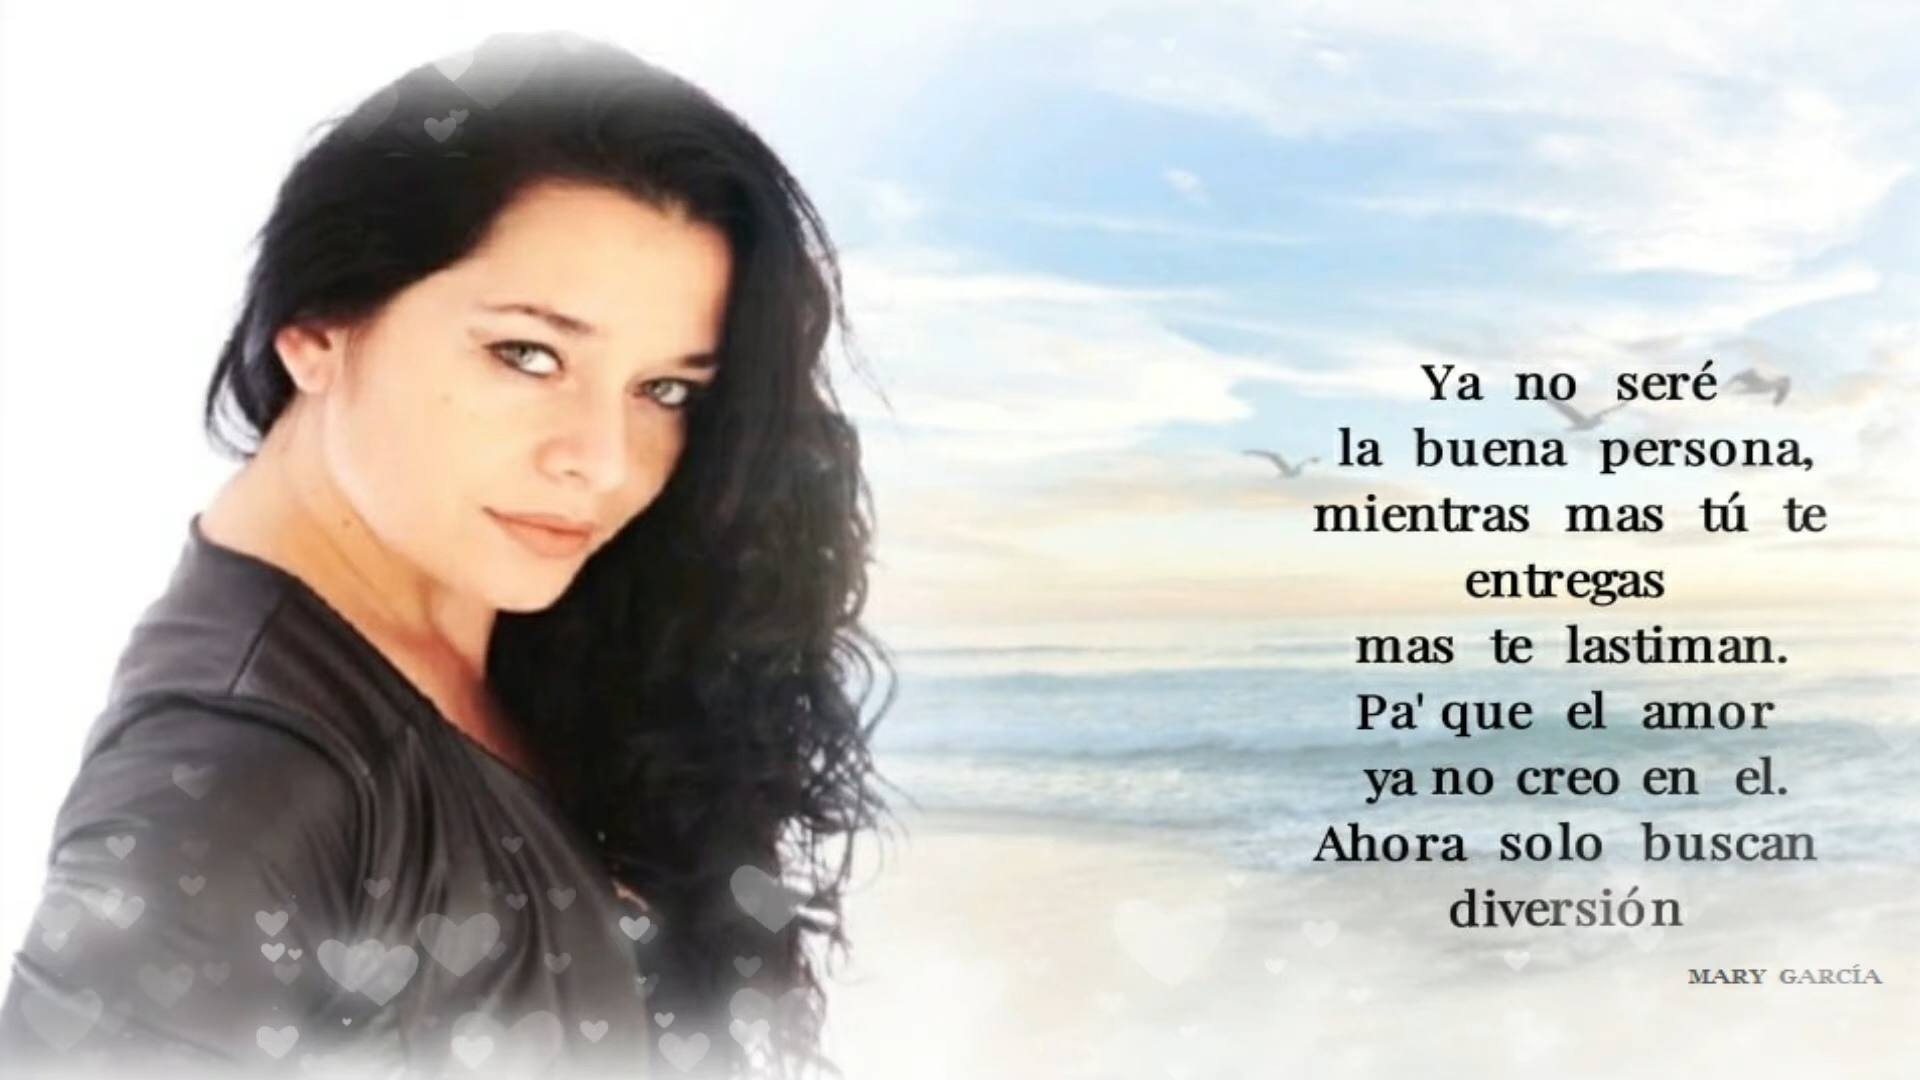 Ya no seré
la buena persona,
mientras mas tú te
entregas
mas te lastiman.
Pa' que el amor
ya no creo en el.
Ahora solo buscan
diversión
MARY GARCÍA